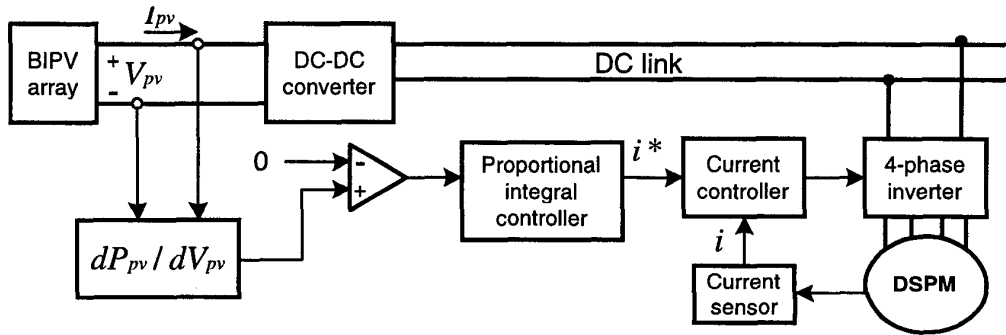 I_pv
BIPV
array
+
V_pv
-
DC-DC
converter
DC link
0
-
+
Proportional
integral
controller
i*
Current
controller
4-phase
inverter
dP_pv / dV_pv
i
Current
sensor
DSPM